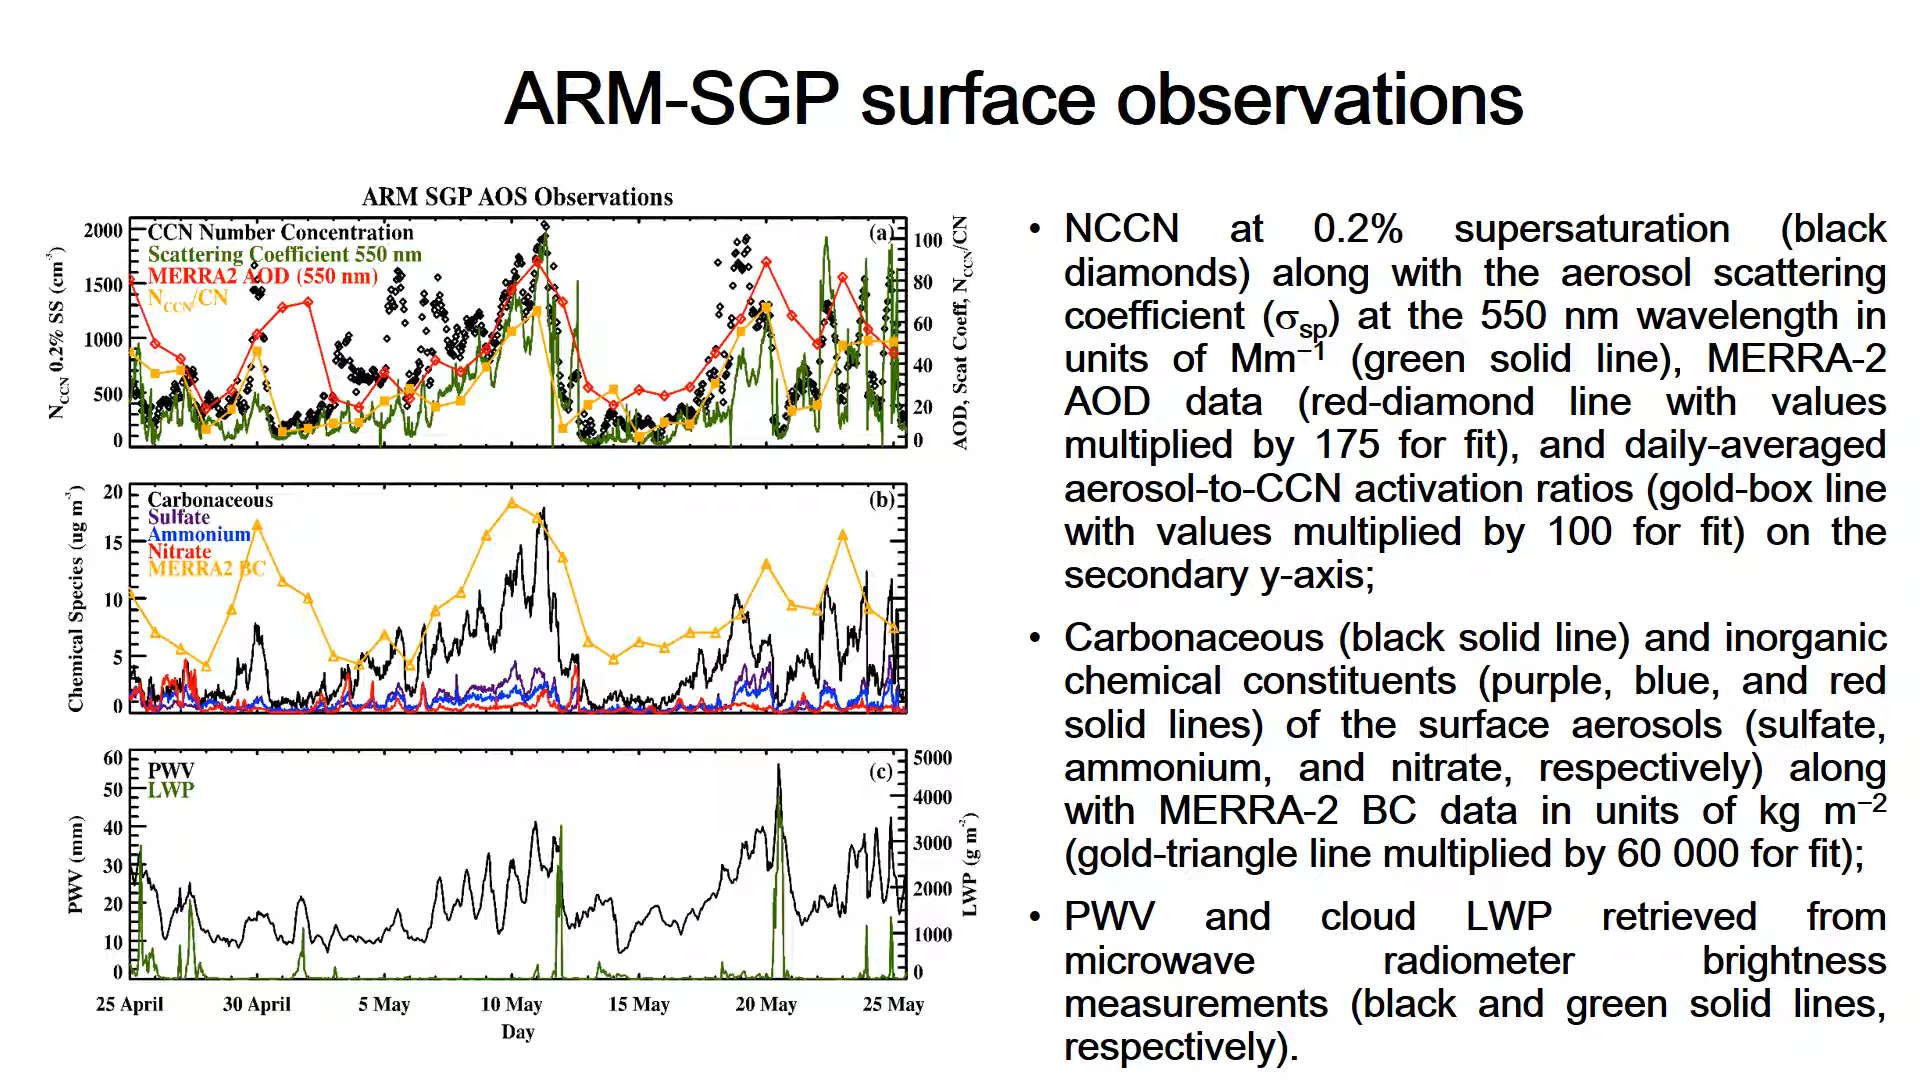 ARM-SGP surface observations
ARM SGP AOS Observations
2000
1500
1000
500
0
N_CCN 0.2% SS (cm⁻³)
CCN Number Concentration
Scattering Coefficient 550 nm
MERRA2 AOD (550 nm)
N_CCN/CN
(a)
100
80
60
40
20
0
AOD, Scat Coeff, N_CCN/CN
20
15
10
5
0
Chemical Species (ug m⁻³)
Carbonaceous
Sulfate
Ammonium
Nitrate
MERRA2 BC
(b)
60
50
40
30
20
10
0
PWV (mm)
PWV
LWP
(c)
5000
4000
3000
2000
1000
0
LWP (g m⁻²)
25 April 30 April 5 May 10 May 15 May 20 May 25 May
Day
• NCCN at 0.2% supersaturation (black
diamonds) along with the aerosol scattering
coefficient (σsp) at the 550 nm wavelength in
units of Mm⁻¹ (green solid line), MERRA-2
AOD data (red-diamond line with values
multiplied by 175 for fit), and daily-averaged
aerosol-to-CCN activation ratios (gold-box line
with values multiplied by 100 for fit) on the
secondary y-axis;
• Carbonaceous (black solid line) and inorganic
chemical constituents (purple, blue, and red
solid lines) of the surface aerosols (sulfate,
ammonium, and nitrate, respectively) along
with MERRA-2 BC data in units of kg m⁻²
(gold-triangle line multiplied by 60 000 for fit);
• PWV and cloud LWP retrieved from
microwave radiometer brightness
measurements (black and green solid lines,
respectively).